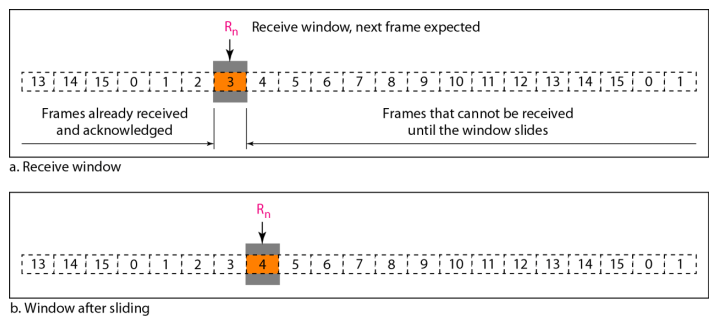 Rn Receive window, next frame expected
13 14 15 0 1 2 3 4 5 6 7 8 9 10 11 12 13 14 15 0 1
Frames already received
and acknowledged
Frames that cannot be received
until the window slides
a. Receive window
Rn
13 14 15 0 1 2 3 4 5 6 7 8 9 10 11 12 13 14 15 0 1
b. Window after sliding